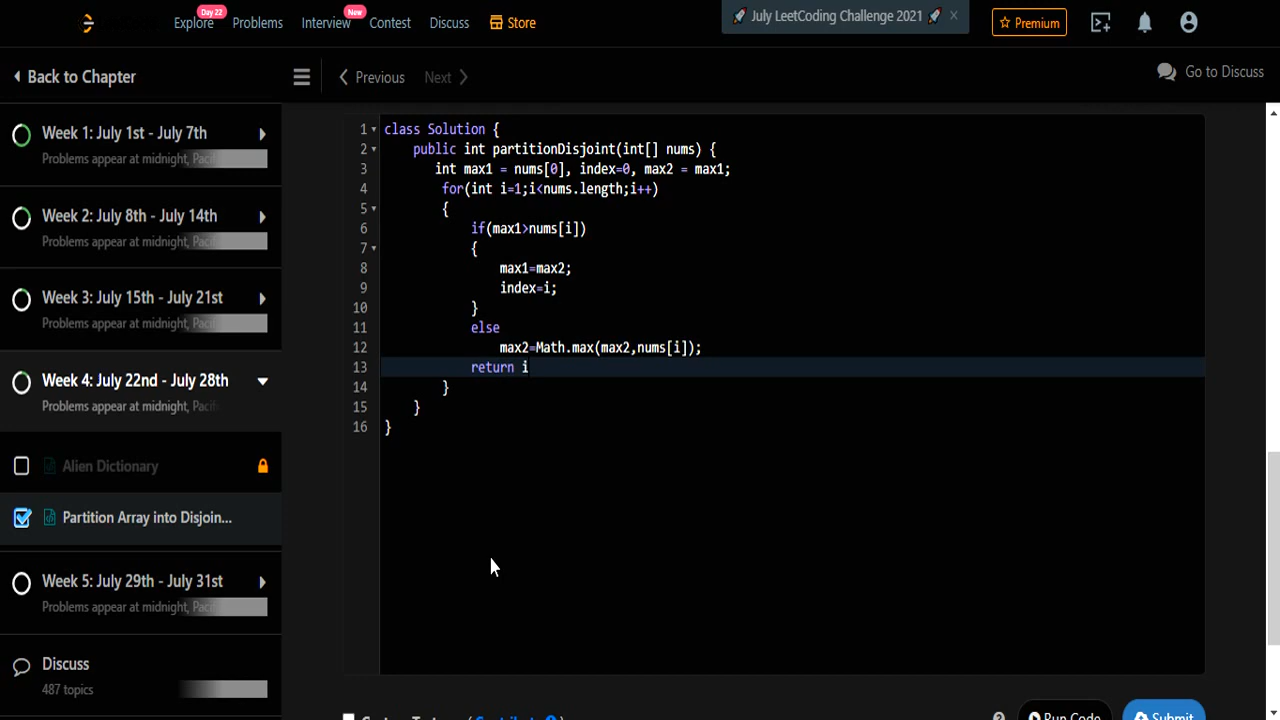 Day 22
New
Explore Problems Interview Contest Discuss Store
🚀 July LeetCoding Challenge 2021 🚀 ×
Premium
Back to Chapter
Previous Next
Go to Discuss
Week 1: July 1st - July 7th
Problems appear at midnight,
Week 2: July 8th - July 14th
Problems appear at midnight,
Week 3: July 15th - July 21st
Problems appear at midnight,
Week 4: July 22nd - July 28th
Problems appear at midnight,
Alien Dictionary
Partition Array into Disjoin...
Week 5: July 29th - July 31st
Problems appear at midnight,
Discuss
487 topics
1 class Solution {
2 public int partitionDisjoint(int[] nums) {
3 int max1 = nums[0], index=0, max2 = max1;
4 for(int i=1;i<nums.length;i++)
5 {
6 if(max1>nums[i])
7 {
8 max1=max2;
9 index=i;
10 }
11 else
12 max2=Math.max(max2,nums[i]);
13 return i
14 }
15 }
16 }
Run Code
Submit